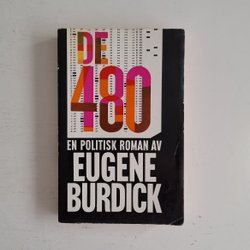 DE
480
EN POLITISK ROMAN AV
EUGENE
BURDICK